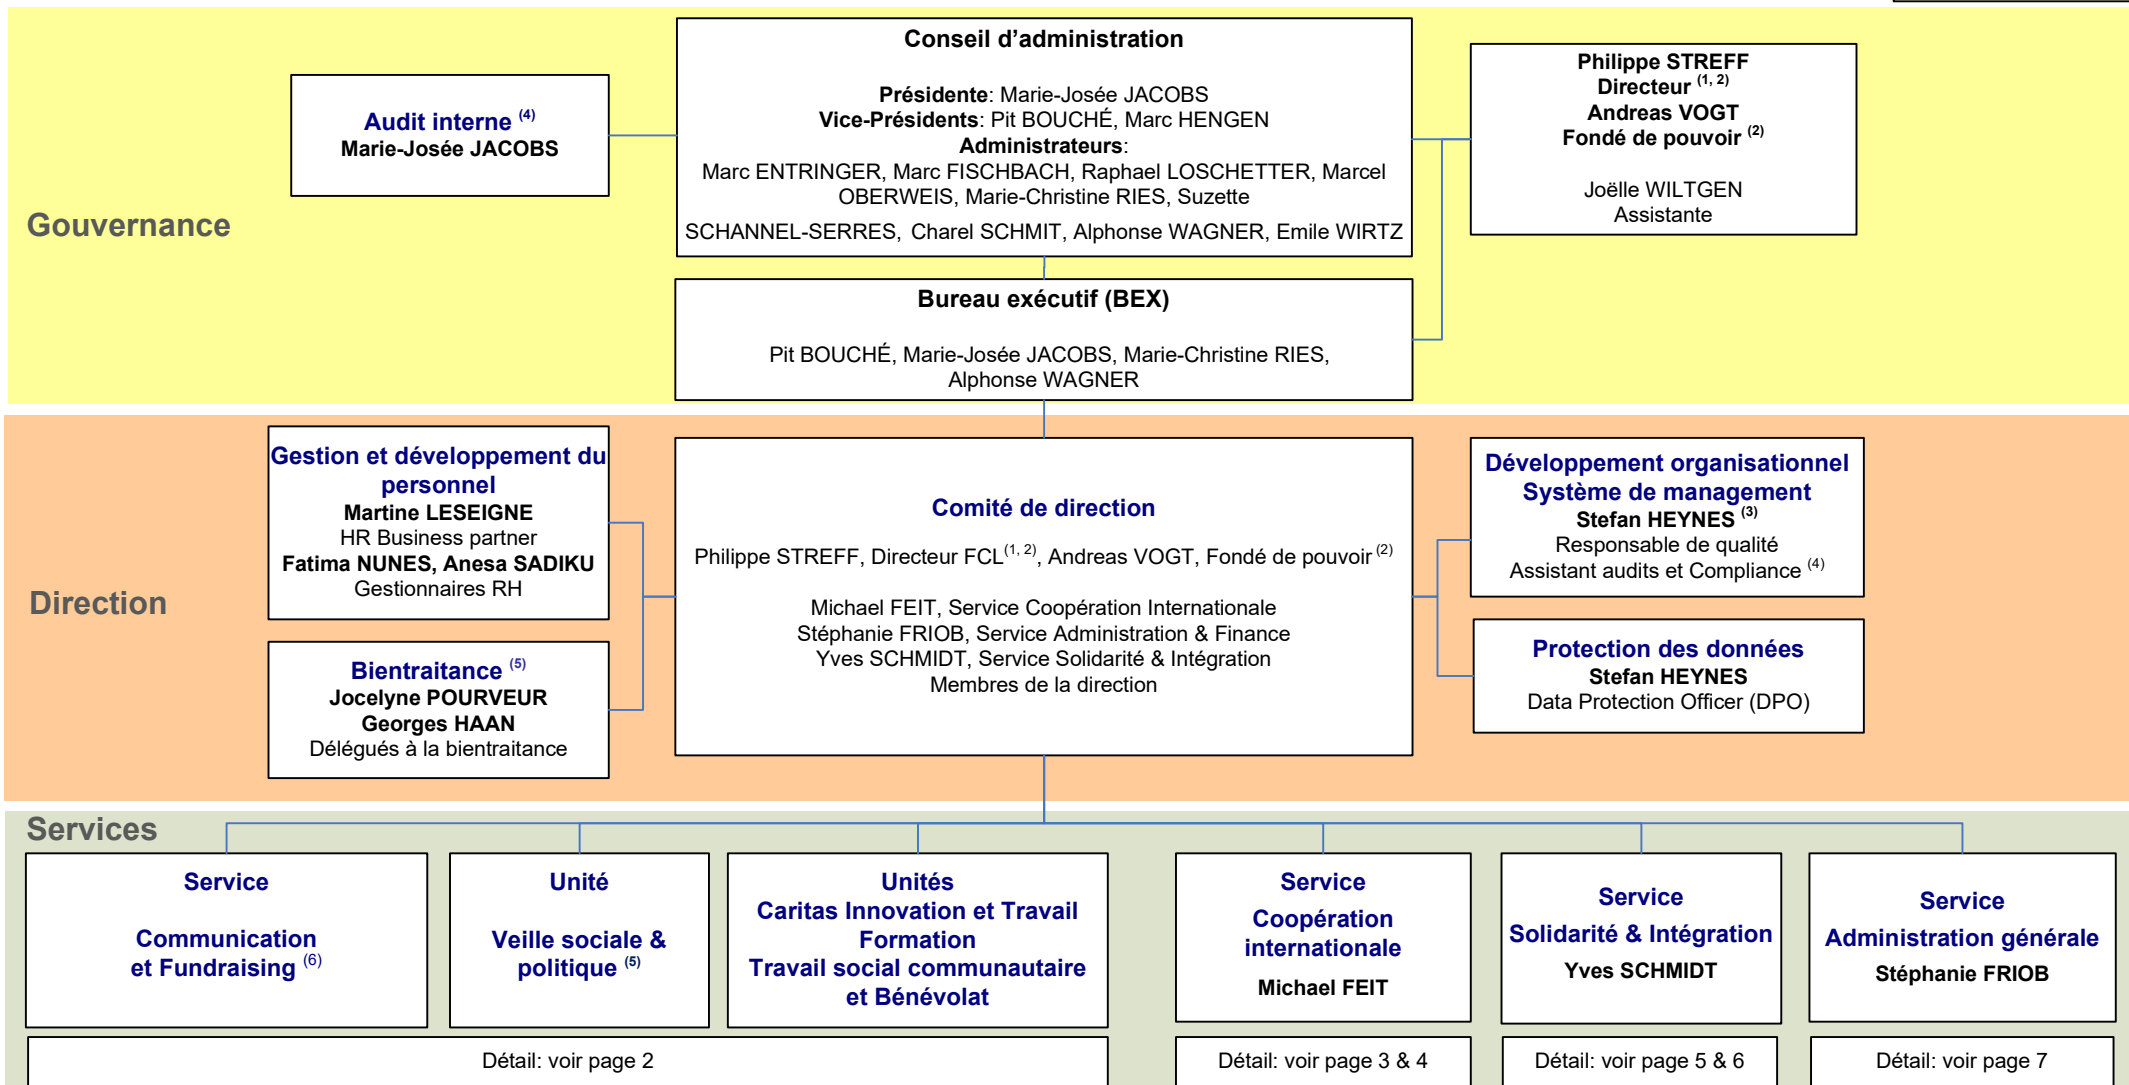 Gouvernance
Audit interne (4)
Marie-Josée JACOBS
Conseil d’administration
Présidente: Marie-Josée JACOBS
Vice-Présidents: Pit BOUCHÉ, Marc HENGEN
Administrateurs:
Marc ENTRINGER, Marc FISCHBACH, Raphael LOSCHETTER, Marcel
OBERWEIS, Marie-Christine RIES, Suzette
SCHANNEL-SERRES, Charel SCHMIT, Alphonse WAGNER, Emile WIRTZ
Philippe STREFF
Directeur (1, 2)
Andreas VOGT
Fondé de pouvoir (2)
Joëlle WILTGEN
Assistante
Bureau exécutif (BEX)
Pit BOUCHÉ, Marie-Josée JACOBS, Marie-Christine RIES,
Alphonse WAGNER
Direction
Gestion et développement du
personnel
Martine LESEIGNE
HR Business partner
Fatima NUNES, Anesa SADIKU
Gestionnaires RH
Bientraitance (5)
Jocelyne POURVEUR
Georges HAAN
Délégués à la bientraitance
Comité de direction
Philippe STREFF, Directeur FCL(1, 2), Andreas VOGT, Fondé de pouvoir (2)
Michael FEIT, Service Coopération Internationale
Stéphanie FRIOB, Service Administration & Finance
Yves SCHMIDT, Service Solidarité & Intégration
Membres de la direction
Développement organisationnel
Système de management
Stefan HEYNES (3)
Responsable de qualité
Assistant audits et Compliance (4)
Protection des données
Stefan HEYNES
Data Protection Officer (DPO)
Services
Service
Communication
et Fundraising (6)
Unité
Veille sociale &
politique (5)
Unités
Caritas Innovation et Travail
Formation
Travail social communautaire
et Bénévolat
Service
Coopération
internationale
Michael FEIT
Service
Solidarité & Intégration
Yves SCHMIDT
Service
Administration générale
Stéphanie FRIOB
Détail: voir page 2
Détail: voir page 3 & 4
Détail: voir page 5 & 6
Détail: voir page 7